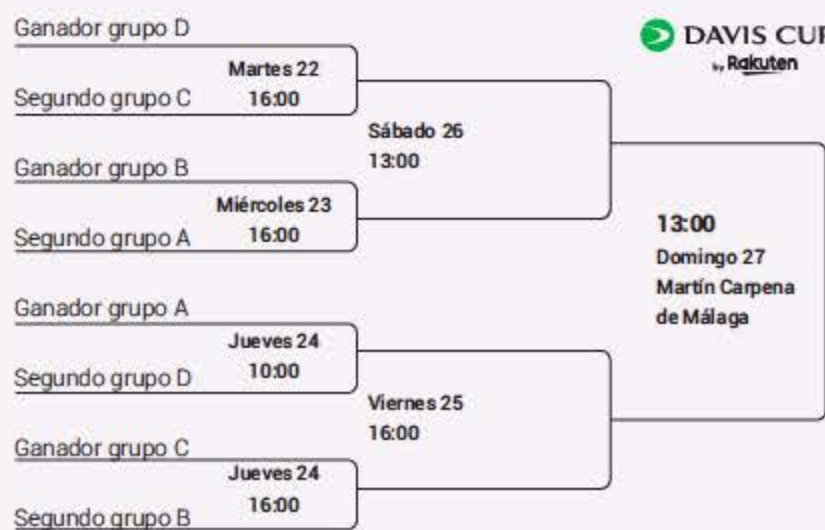 Ganador grupo D
Martes 22
16:00
Segundo grupo C
Ganador grupo B
Miércoles 23
16:00
Segundo grupo A
Ganador grupo A
Jueves 24
10:00
Segundo grupo D
Ganador grupo C
Jueves 24
16:00
Segundo grupo B
Sábado 26
13:00
Viernes 25
16:00
DAVIS CUP
by Rakuten
13:00
Domingo 27
Martín Carpena
de Málaga